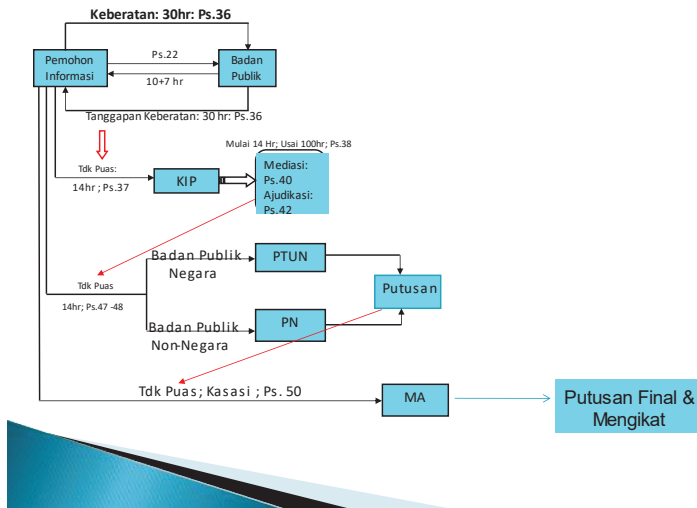 Keberatan: 30hr: Ps.36
Pemohon
Informasi
Ps.22
10+7 hr
Badan
Publik
Tanggapan Keberatan: 30 hr: Ps.36
Mulai 14 Hr; Usai 100hr; Ps.38
Tdk Puas:
14hr ; Ps.37
KIP
Mediasi:
Ps.40
Ajudikasi:
Ps.42
Badan Publik
Negara
PTUN
Tdk Puas
14hr; Ps.47 -48
Putusan
Badan Publik
Non-Negara
PN
Tdk Puas; Kasasi ; Ps. 50
MA
Putusan Final &
Mengikat